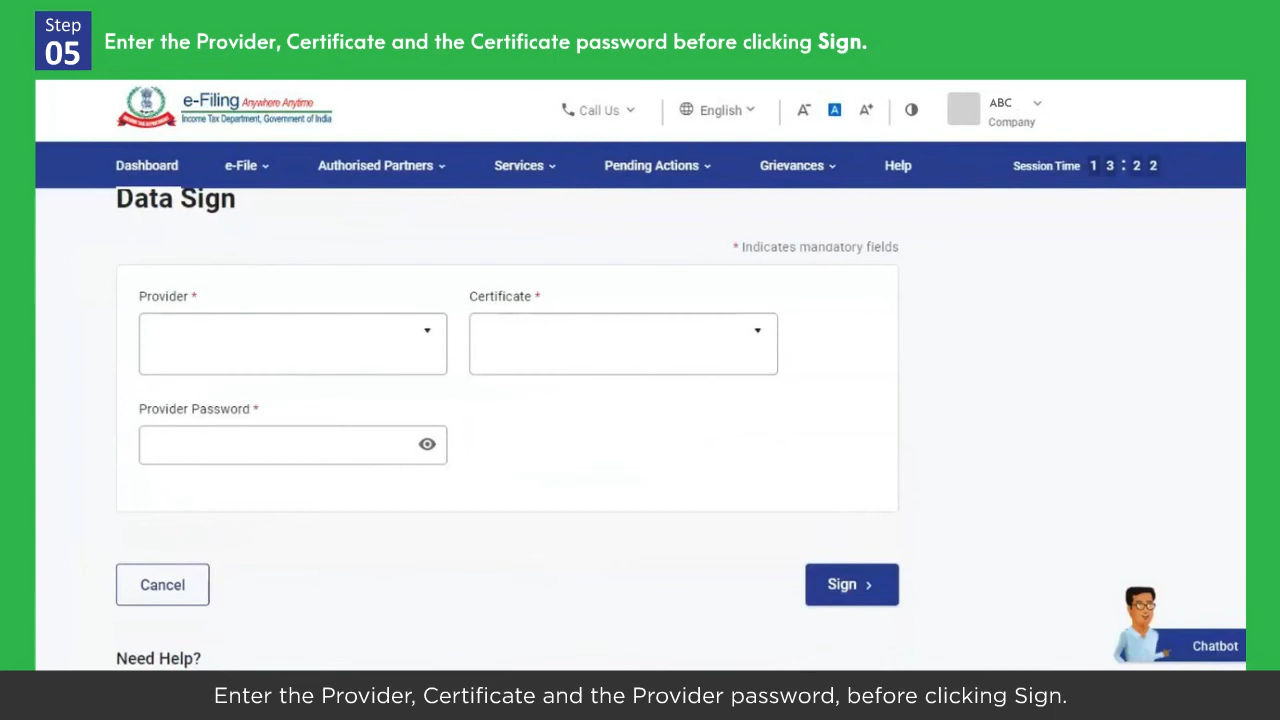 Step
05
Enter the Provider, Certificate and the Certificate password before clicking Sign.
e-Filing Anywhere Anytime
Income Tax Department, Government of India
Call Us
English
A-
A
A+
ABC
Company
Dashboard
e-File
Authorised Partners
Services
Pending Actions
Grievances
Help
Session Time 1 3 : 2 2
Data Sign
* Indicates mandatory fields
Provider *
Certificate *
Provider Password *
Cancel
Sign >
Need Help?
Chatbot
Enter the Provider, Certificate and the Provider password, before clicking Sign.